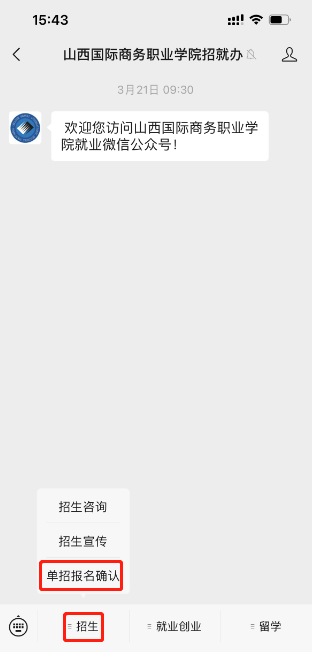 15:43
山西国际商务职业学院招就办
3月21日 09:30
欢迎您访问山西国际商务职业学
院就业微信公众号！
招生咨询
招生宣传
单招报名确认
招生
就业创业
留学